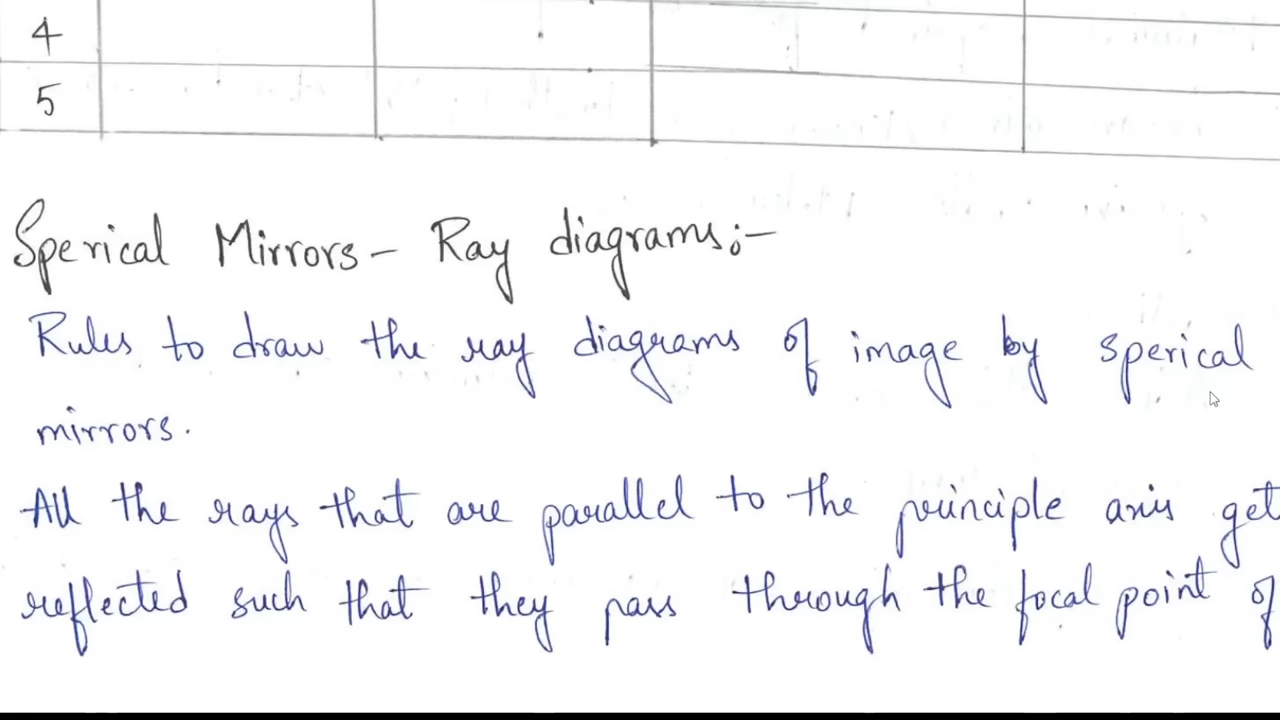 4
5
Sperical Mirrors - Ray diagrams:-
Rules to draw the ray diagrams of image by sperical
mirrors.
All the rays that are parallel to the principle axis get
reflected such that they pass through the focal point of